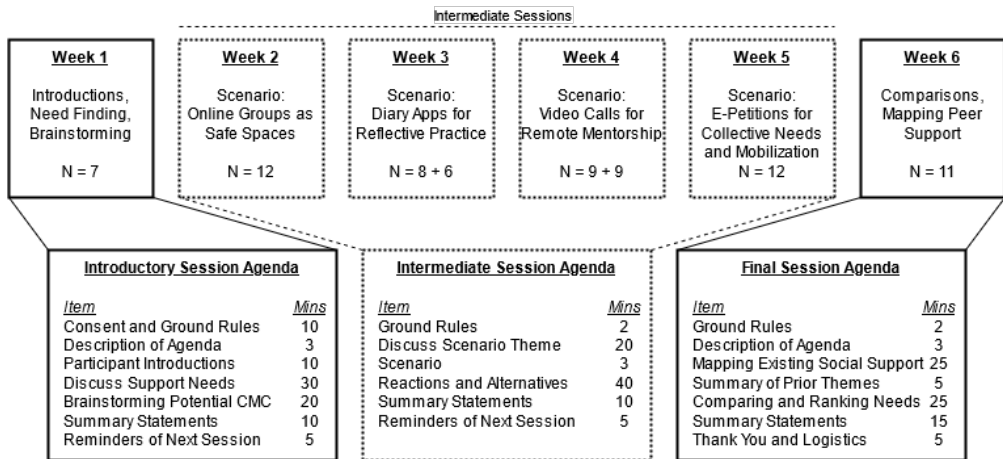 Intermediate Sessions
Week 1
Introductions,
Need Finding,
Brainstorming
N = 7
Week 2
Scenario:
Online Groups as
Safe Spaces
N = 12
Week 3
Scenario:
Diary Apps for
Reflective Practice
N = 8 + 6
Week 4
Scenario:
Video Calls for
Remote Mentorship
N = 9 + 9
Week 5
Scenario:
E-Petitions for
Collective Needs
and Mobilization
N = 12
Week 6
Comparisons,
Mapping Peer
Support
N = 11
Introductory Session Agenda
Item Mins
Consent and Ground Rules 10
Description of Agenda 3
Participant Introductions 10
Discuss Support Needs 30
Brainstorming Potential CMC 20
Summary Statements 10
Reminders of Next Session 5
Intermediate Session Agenda
Item Mins
Ground Rules 2
Discuss Scenario Theme 20
Scenario 3
Reactions and Alternatives 40
Summary Statements 10
Reminders of Next Session 5
Final Session Agenda
Item Mins
Ground Rules 2
Description of Agenda 3
Mapping Existing Social Support 25
Summary of Prior Themes 5
Comparing and Ranking Needs 25
Summary Statements 15
Thank You and Logistics 5